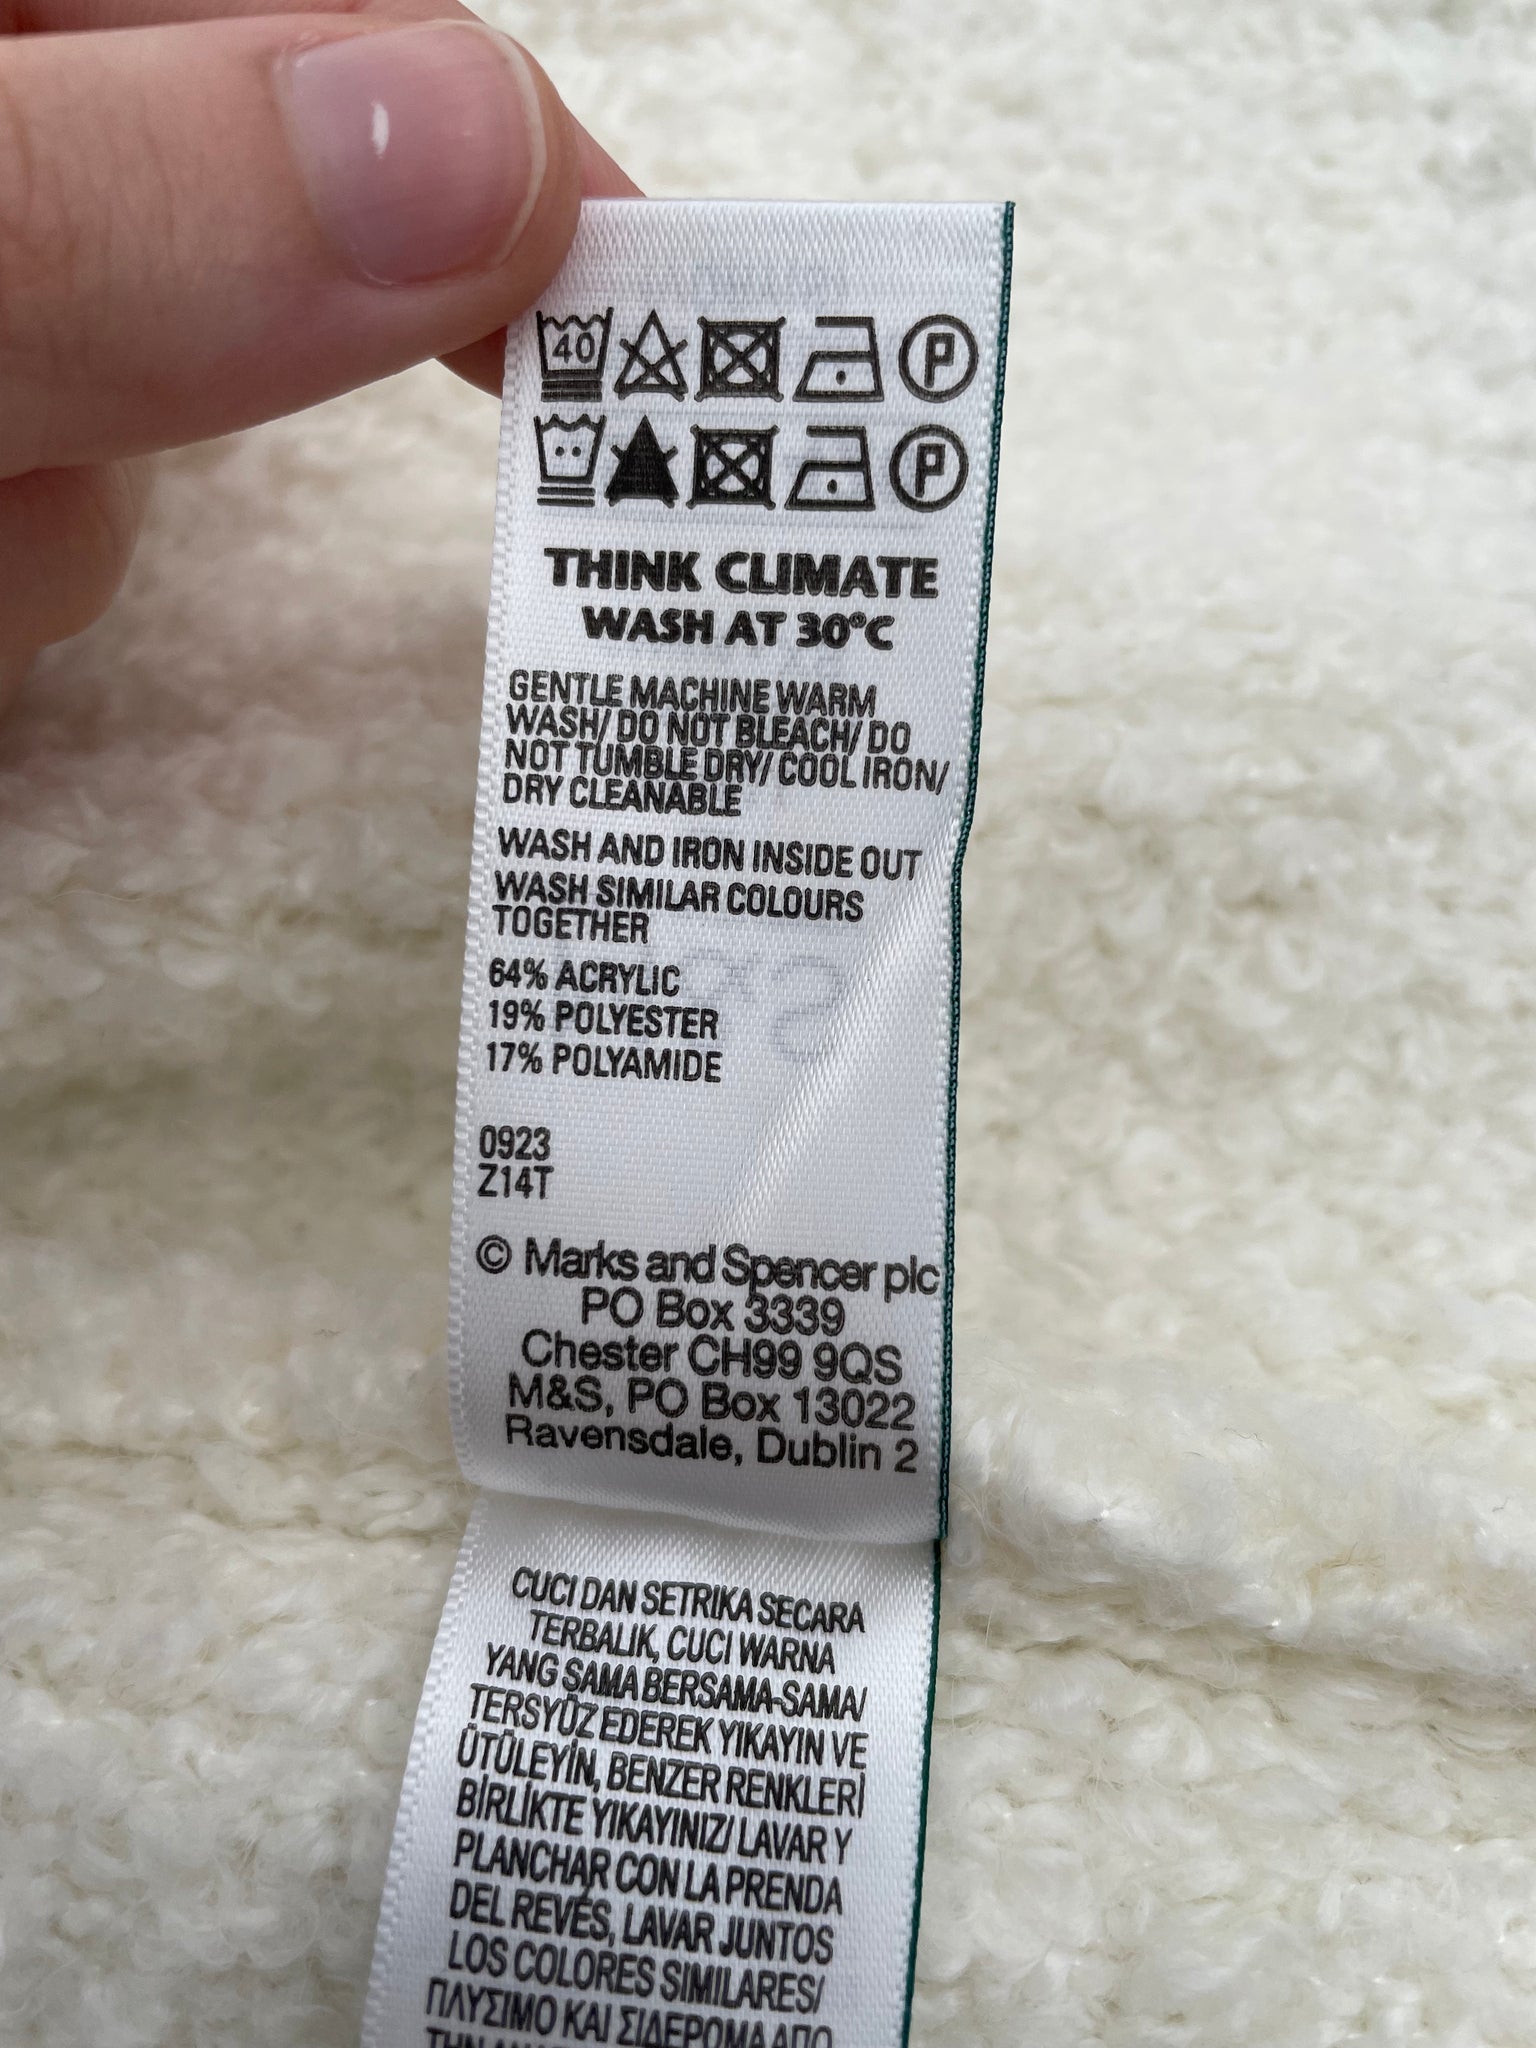 40
P
P
THINK CLIMATE
WASH AT 30°C
GENTLE MACHINE WARM
WASH/ DO NOT BLEACH/ DO
NOT TUMBLE DRY/ COOL IRON/
DRY CLEANABLE
WASH AND IRON INSIDE OUT
WASH SIMILAR COLOURS
TOGETHER
64% ACRYLIC
19% POLYESTER
17% POLYAMIDE
0923
Z14T
© Marks and Spencer plc
PO Box 3339
Chester CH99 9QS
M&S, PO Box 13022
Ravensdale, Dublin 2
CUCI DAN SETRIKA SECARA
TERBALIK, CUCI WARNA
YANG SAMA BERSAMA-SAMA/
TERSYÜZ EDEREK YIKAYIN VE
ÜTÜLEYİN, BENZER RENKLERİ
BİRLİKTE YIKAYINIZ/ LAVAR Y
PLANCHAR CON LA PRENDA
DEL REVÉS, LAVAR JUNTOS
LOS COLORES SIMILARES/
ΠΛΥΣΙΜΟ ΚΑΙ ΣΙΔΕΡΩΜΑ ΑΠΟ
ΤΗΝ